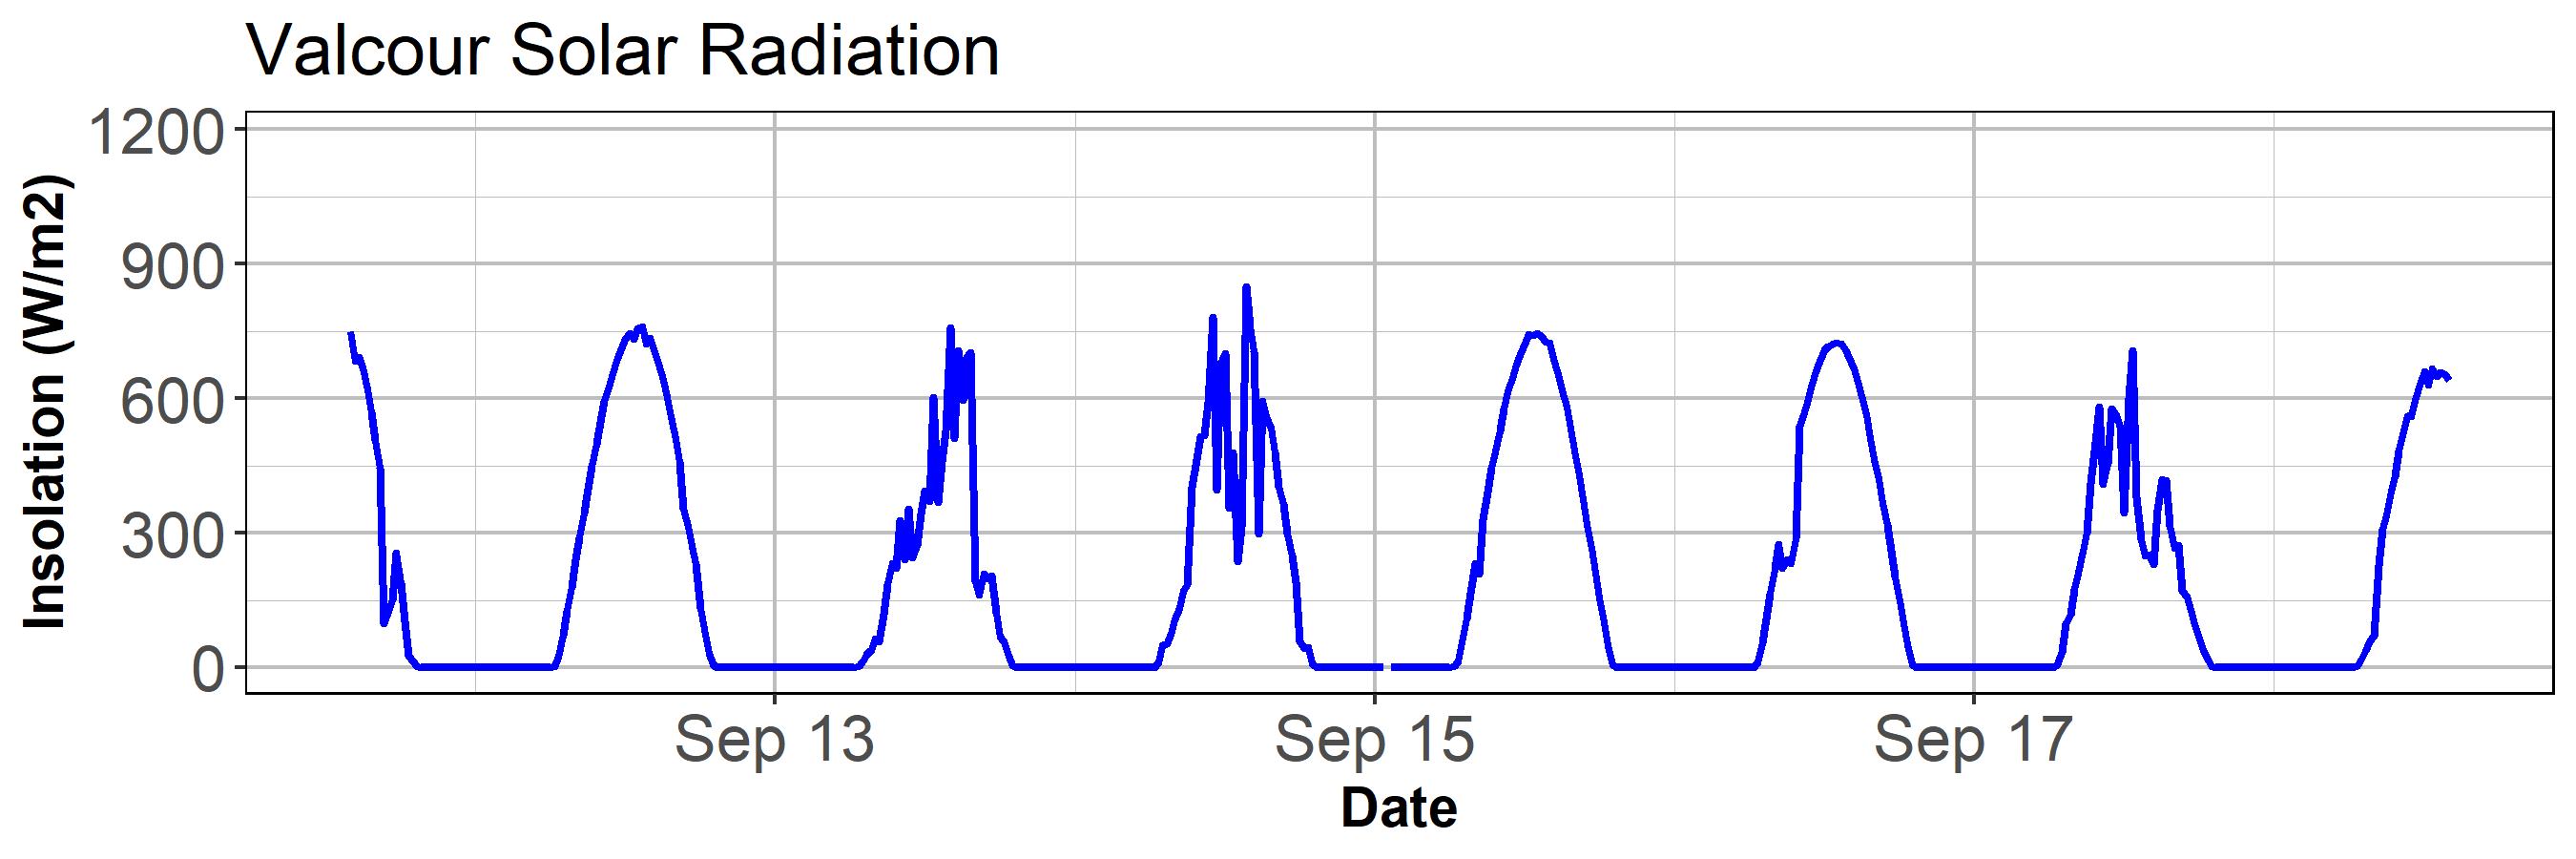 Valcour Solar Radiation
1200
900
600
300
0
Insolation (W/m2)
Sep 13
Sep 15
Sep 17
Date